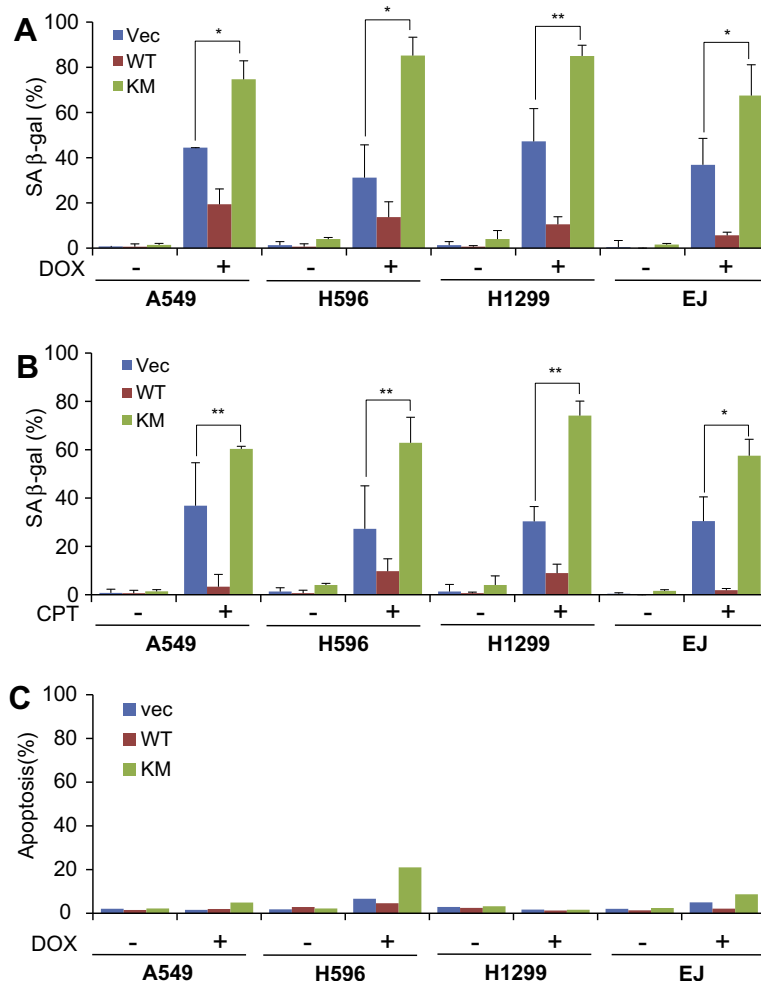 A
SA β-gal (%)
100
80
60
40
20
0
Vec
WT
KM
*
*
**
*
DOX - + - + - + - +
A549 H596 H1299 EJ
B
SA β-gal (%)
100
80
60
40
20
0
Vec
WT
KM
**
**
**
*
CPT - + - + - + - +
A549 H596 H1299 EJ
C
Apoptosis(%)
100
80
60
40
20
0
vec
WT
KM
DOX - + - + - + - +
A549 H596 H1299 EJ